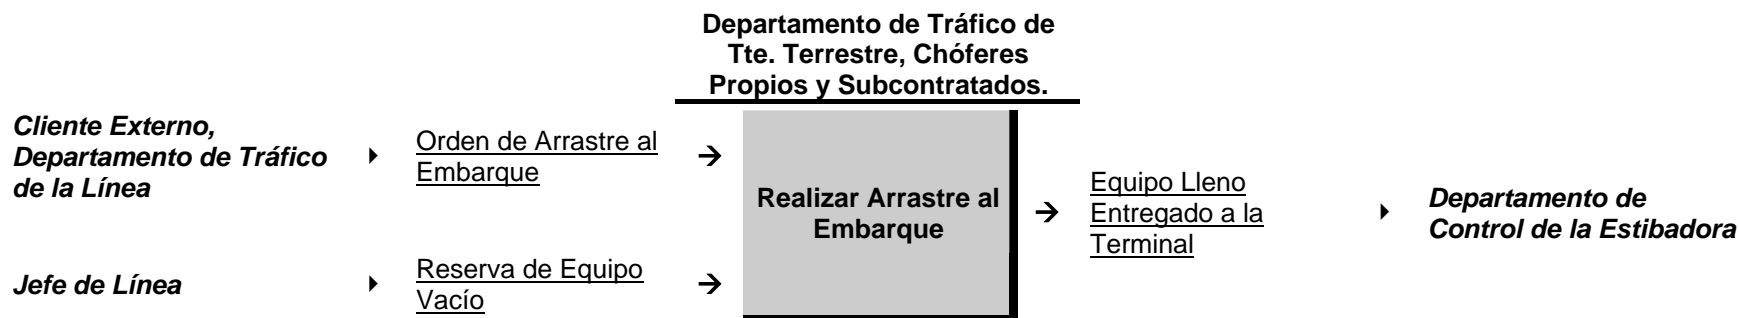 Departamento de Tráfico de
Tte. Terrestre, Chóferes
Propios y Subcontratados.
Cliente Externo,
Departamento de Tráfico
de la Línea
Orden de Arrastre al
Embarque
Jefe de Línea
Reserva de Equipo
Vacío
Realizar Arrastre al
Embarque
Equipo Lleno
Entregado a la
Terminal
Departamento de
Control de la Estibadora